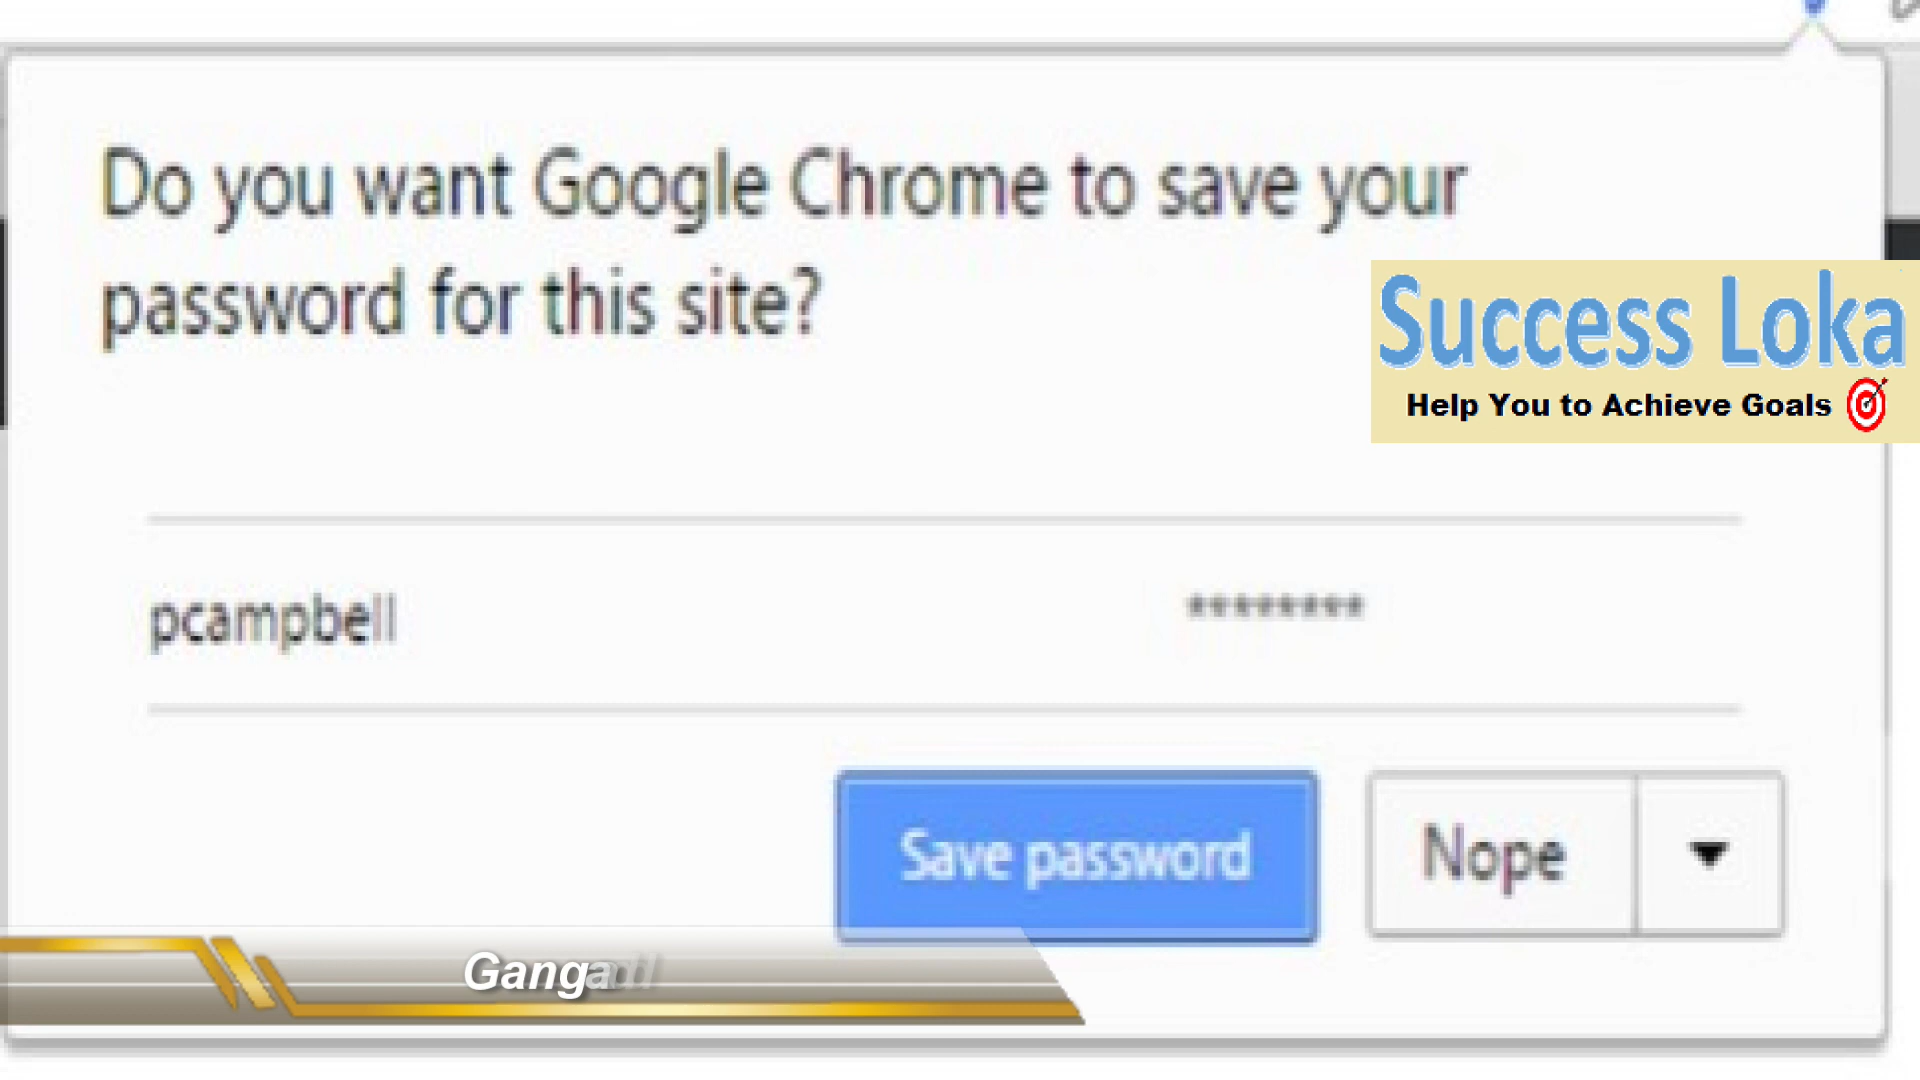 Do you want Google Chrome to save your
password for this site?
Success Loka
Help You to Achieve Goals
pcampbell ********
Save password Nope